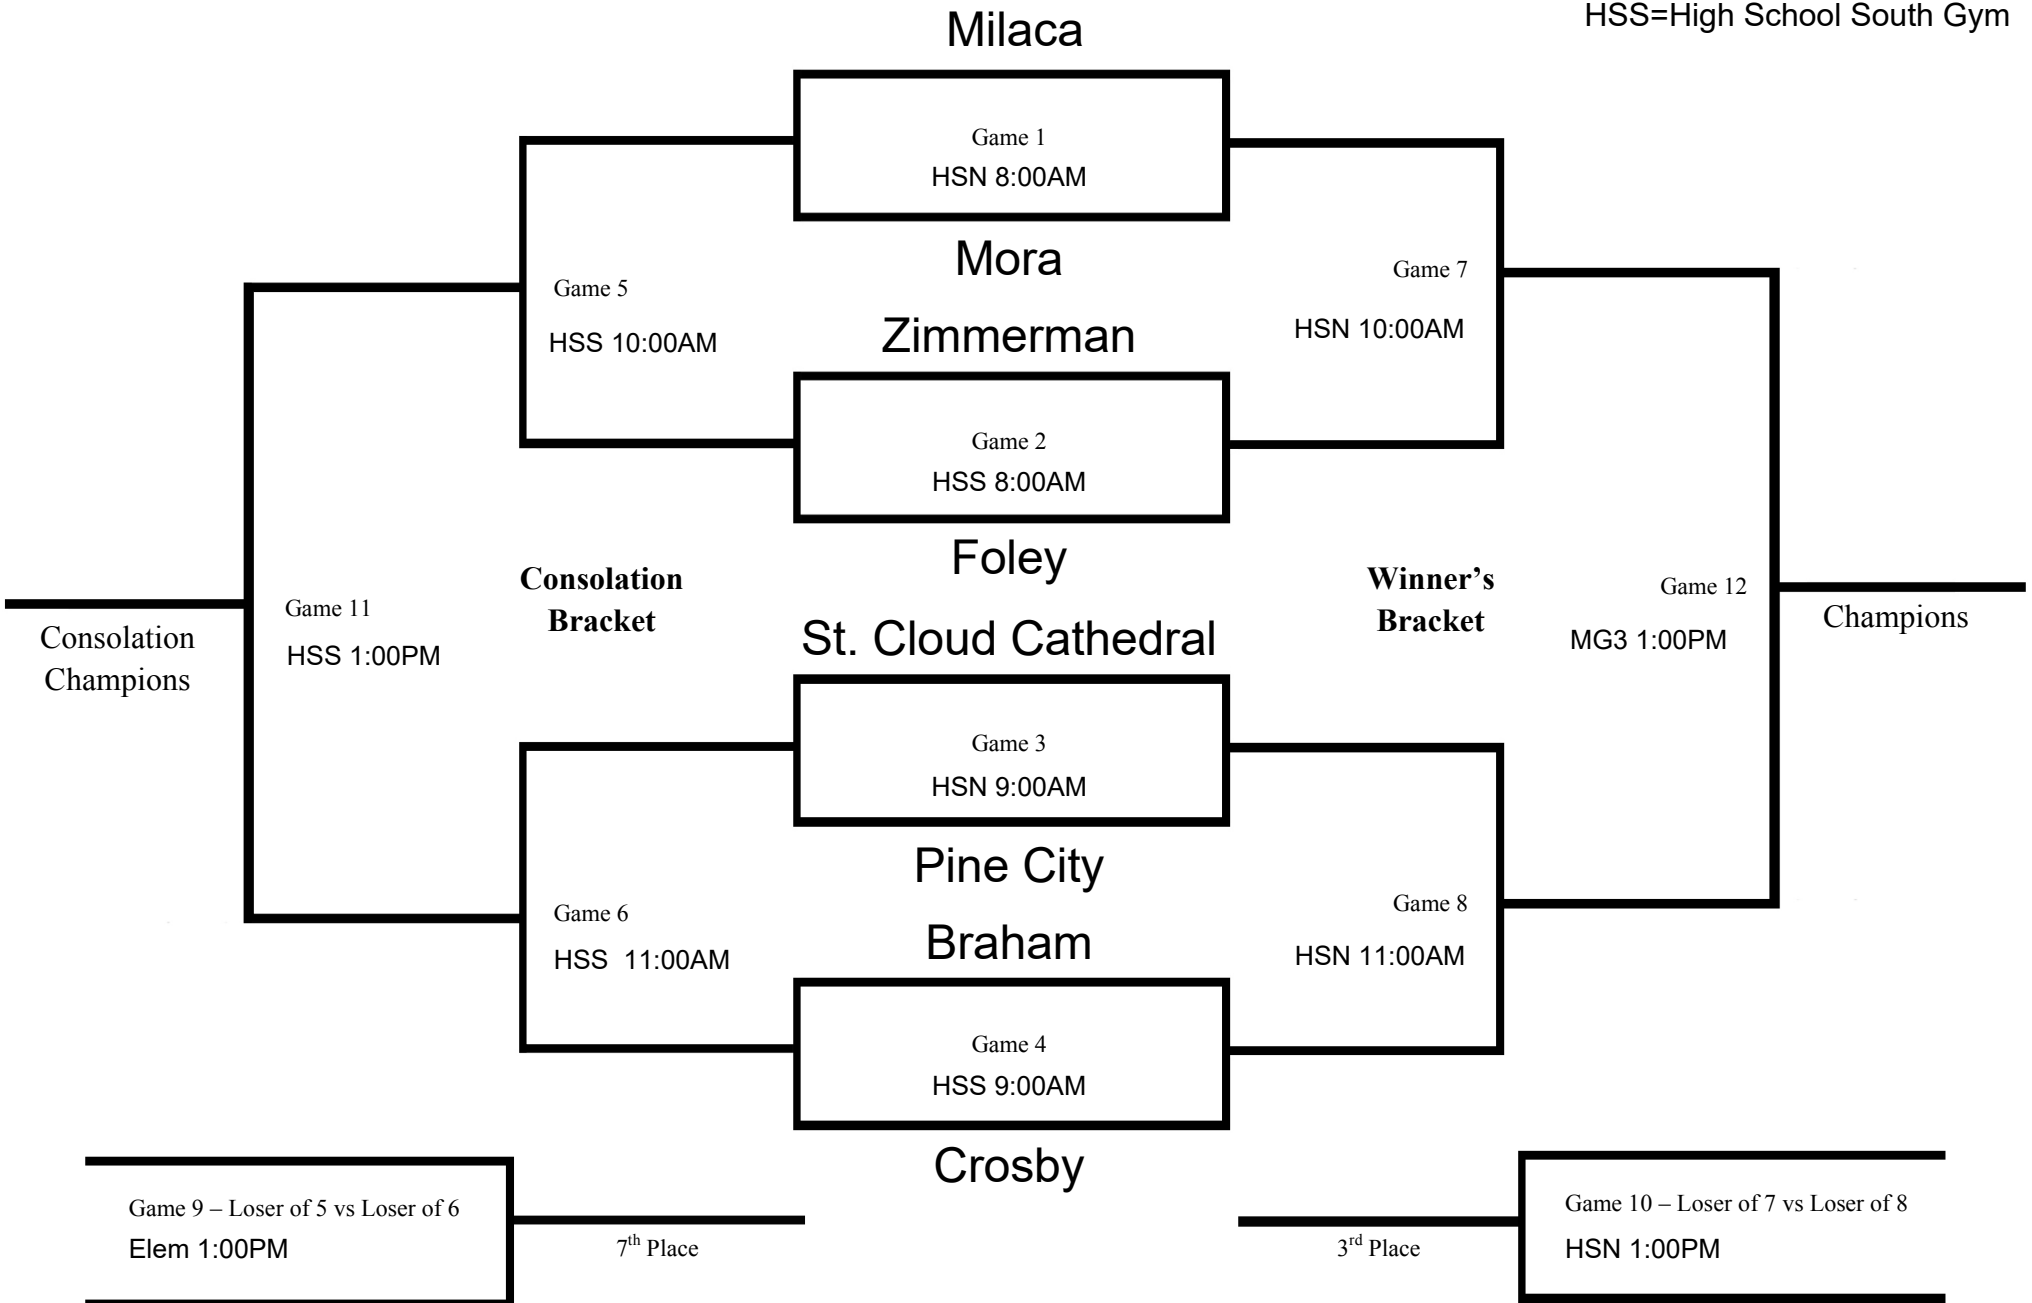 HSS=High School South Gym
Milaca
Game 1
HSN 8:00AM
Mora
Game 5
HSS 10:00AM
Game 7
HSN 10:00AM
Zimmerman
Game 2
HSS 8:00AM
Foley
Consolation
Bracket
Winner’s
Bracket
Game 11
HSS 1:00PM
Consolation
Champions
Game 12
MG3 1:00PM
Champions
St. Cloud Cathedral
Game 3
HSN 9:00AM
Pine City
Game 6
HSS  11:00AM
Game 8
HSN 11:00AM
Braham
Game 4
HSS 9:00AM
Crosby
Game 9 – Loser of 5 vs Loser of 6
Elem 1:00PM
7th Place
3rd Place
Game 10 – Loser of 7 vs Loser of 8
HSN 1:00PM